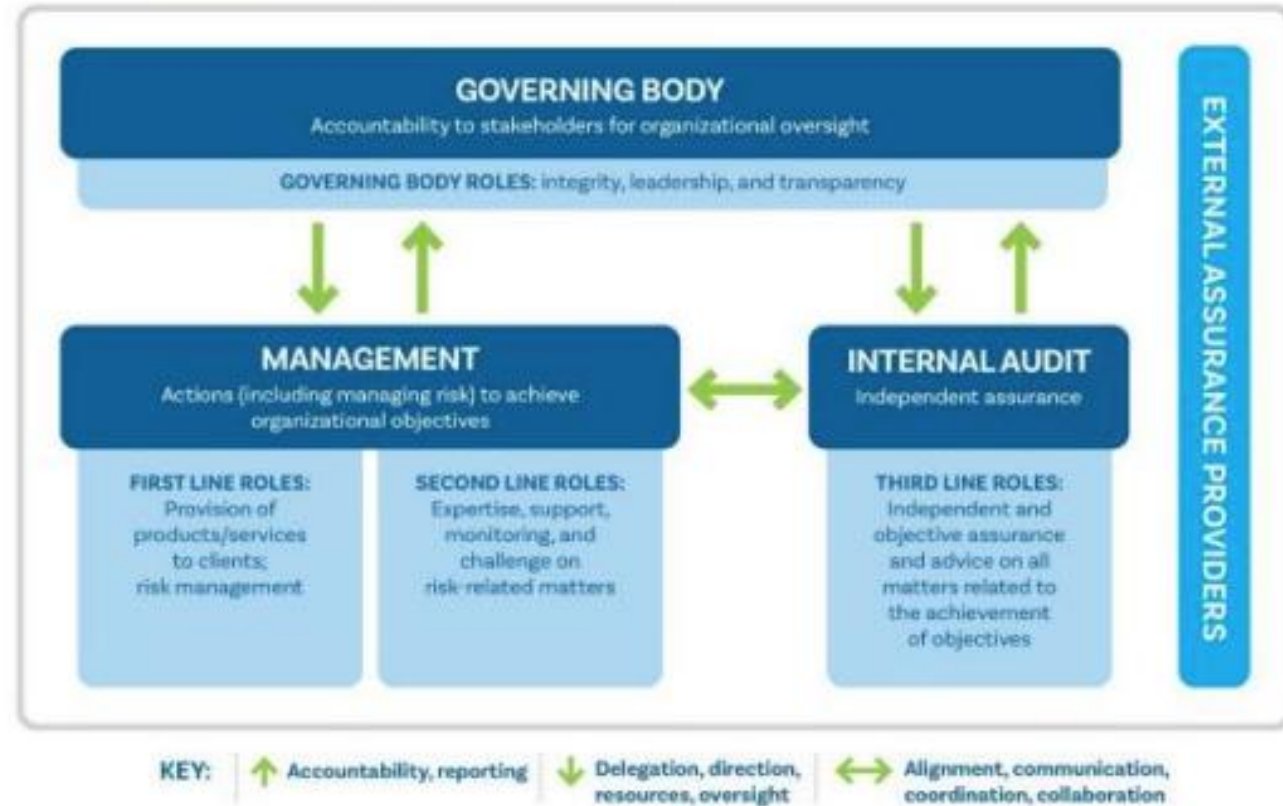 GOVERNING BODY
Accountability to stakeholders for organizational oversight
GOVERNING BODY ROLES: integrity, leadership, and transparency
MANAGEMENT
Actions (including managing risk) to achieve
organizational objectives
FIRST LINE ROLES:
Provision of
products/services
to clients;
risk management
SECOND LINE ROLES:
Expertise, support,
monitoring, and
challenge on
risk-related matters
INTERNAL AUDIT
Independent assurance
THIRD LINE ROLES:
Independent and
objective assurance
and advice on all
matters related to
the achievement
of objectives
EXTERNAL ASSURANCE PROVIDERS
KEY:
Accountability, reporting
Delegation, direction,
resources, oversight
Alignment, communication,
coordination, collaboration